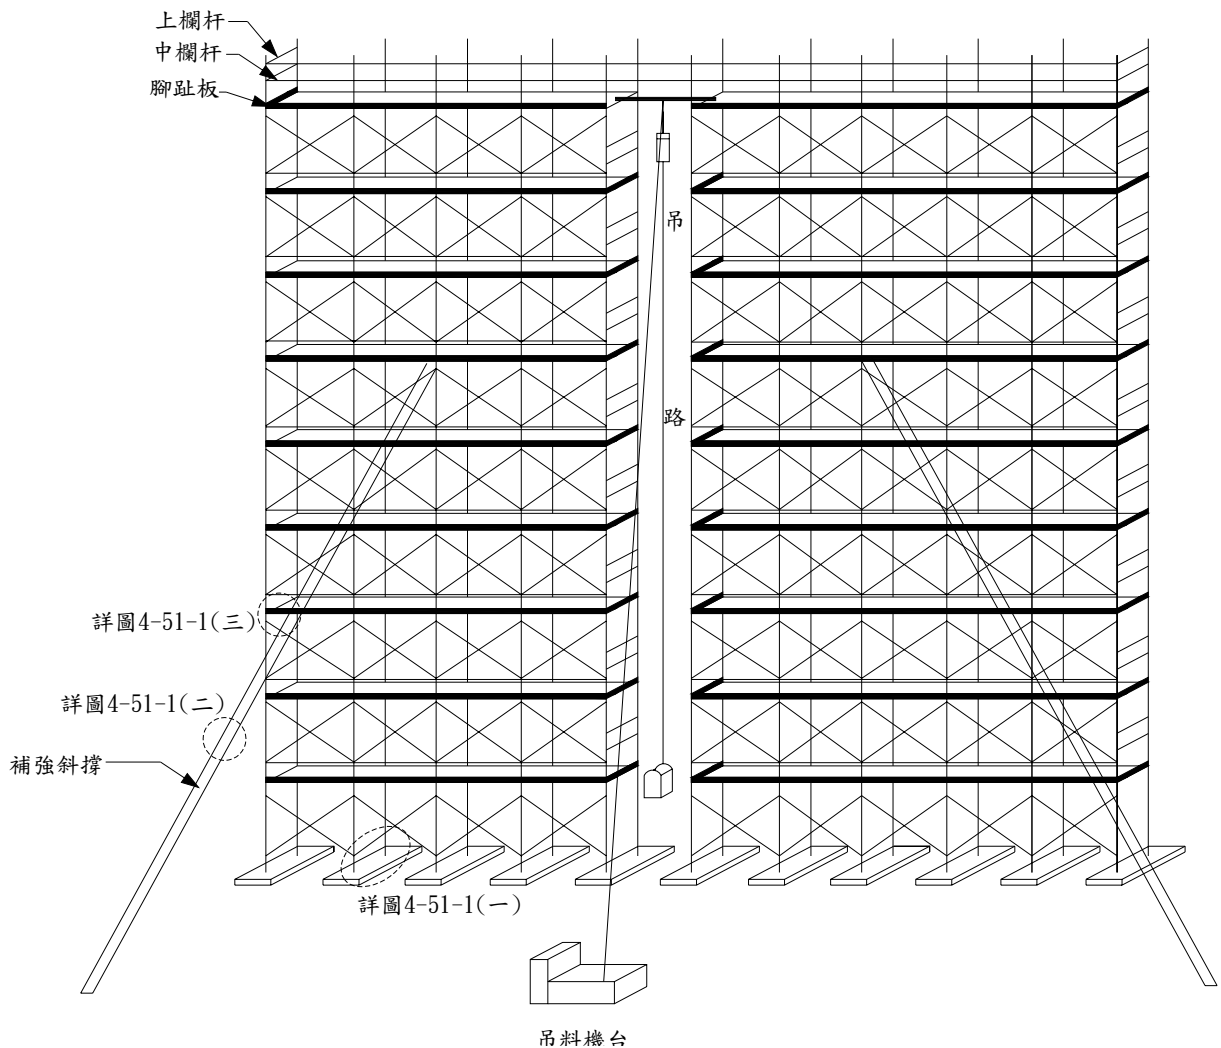 上欄杆
中欄杆
腳趾板
吊
路
詳圖4-51-1(三)
詳圖4-51-1(二)
補強斜撐
詳圖4-51-1(一)
吊料機台